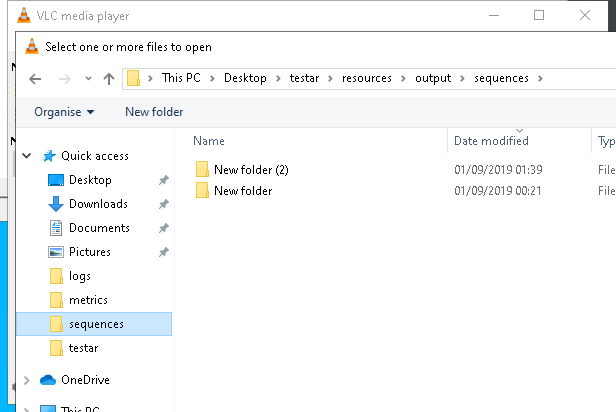 VLC media player
Select one or more files to open
This PC > Desktop > testar > resources > output > sequences >
Organise New folder
Name Date modified Typ
Quick access
Desktop
Downloads
Documents
Pictures
logs
metrics
sequences
testar
OneDrive
This PC
New folder (2) 01/09/2019 01:39 File
New folder 01/09/2019 00:21 File